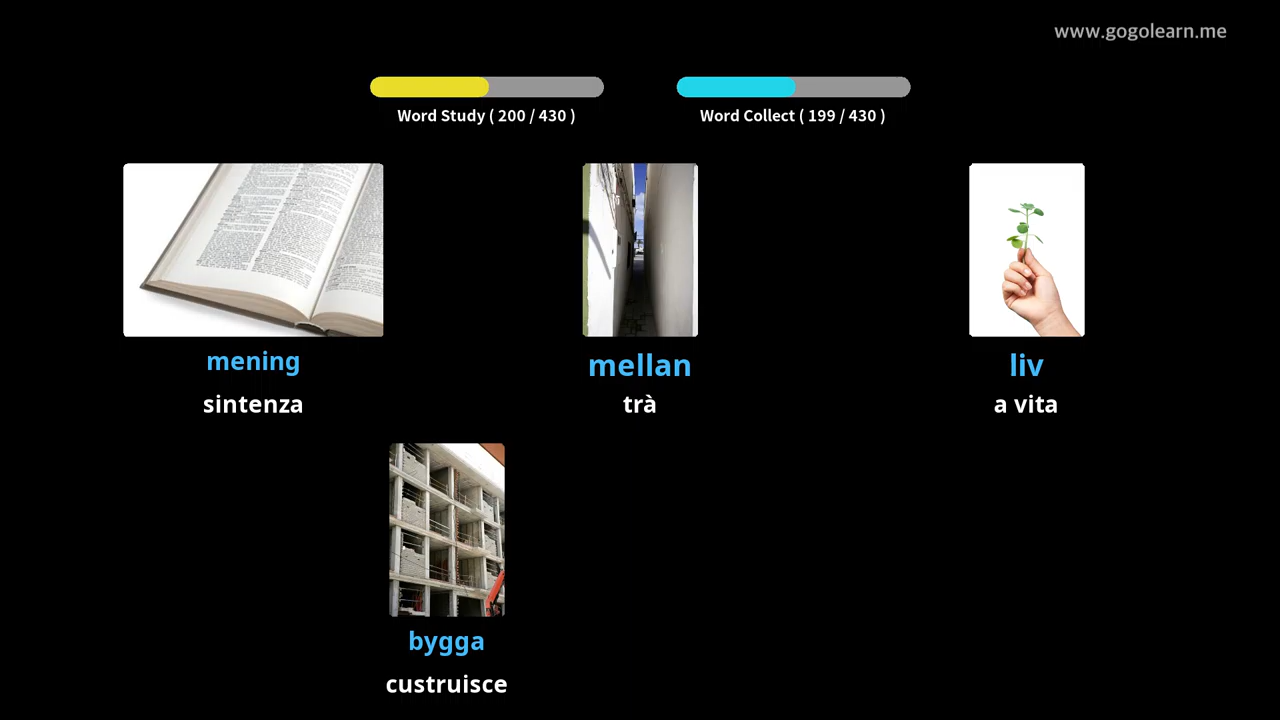 www.gogolearn.me
Word Study ( 200 / 430 )
Word Collect ( 199 / 430 )
mening
sintenza
mellan
trà
liv
a vita
bygga
custruisce